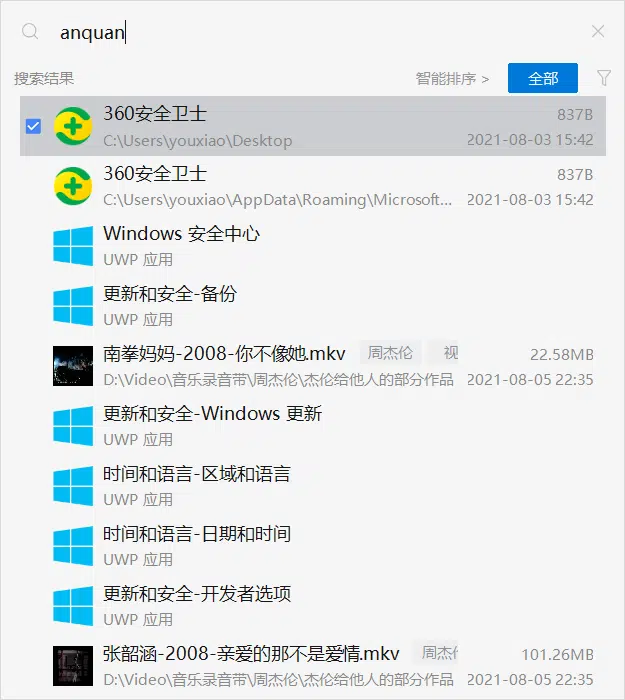 anquan
搜索结果 智能排序 > 全部
360安全卫士 837B
C:\Users\youxiao\Desktop 2021-08-03 15:42
360安全卫士 837B
C:\Users\youxiao\AppData\Roaming\Microsoft... 2021-08-03 15:42
Windows 安全中心
UWP 应用
更新和安全-备份
UWP 应用
南拳妈妈-2008-你不像她.mkv 周杰伦 视 22.58MB
D:\Video\音乐录音带\周杰伦\杰伦给他人的部分作品 2021-08-05 22:35
更新和安全-Windows 更新
UWP 应用
时间和语言-区域和语言
UWP 应用
时间和语言-日期和时间
UWP 应用
更新和安全-开发者选项
UWP 应用
张韶涵-2008-亲爱的那不是爱情.mkv 周杰 101.26MB
D:\Video\音乐录音带\周杰伦\杰伦给他人的部分作品 2021-08-05 22:35